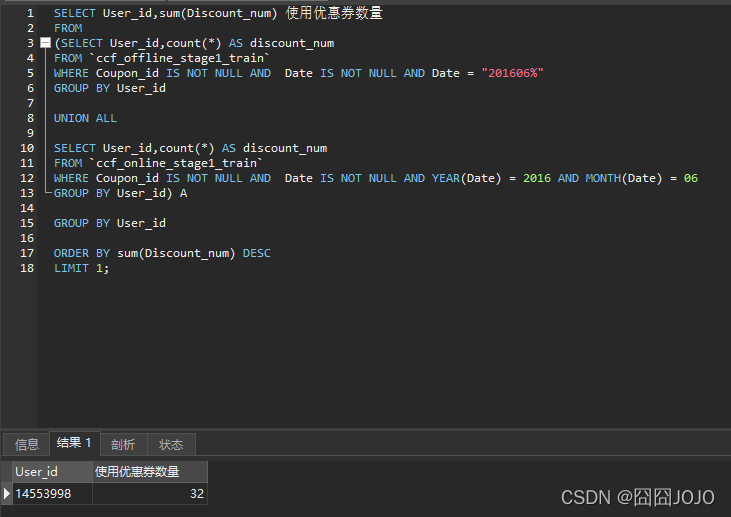 1 SELECT User_id,sum(Discount_num) 使用优惠券数量
2 FROM
3 (SELECT User_id,count(*) AS discount_num
4 FROM `ccf_offline_stage1_train`
5 WHERE Coupon_id IS NOT NULL AND  Date IS NOT NULL AND Date = "201606%"
6 GROUP BY User_id
7
8 UNION ALL
9
10 SELECT User_id,count(*) AS discount_num
11 FROM `ccf_online_stage1_train`
12 WHERE Coupon_id IS NOT NULL AND  Date IS NOT NULL AND YEAR(Date) = 2016 AND MONTH(Date) = 06
13 GROUP BY User_id) A
14
15 GROUP BY User_id
16
17 ORDER BY sum(Discount_num) DESC
18 LIMIT 1;
信息 结果 1 剖析 状态
User_id 使用优惠券数量
14553998 32
CSDN @囧囧JOJO